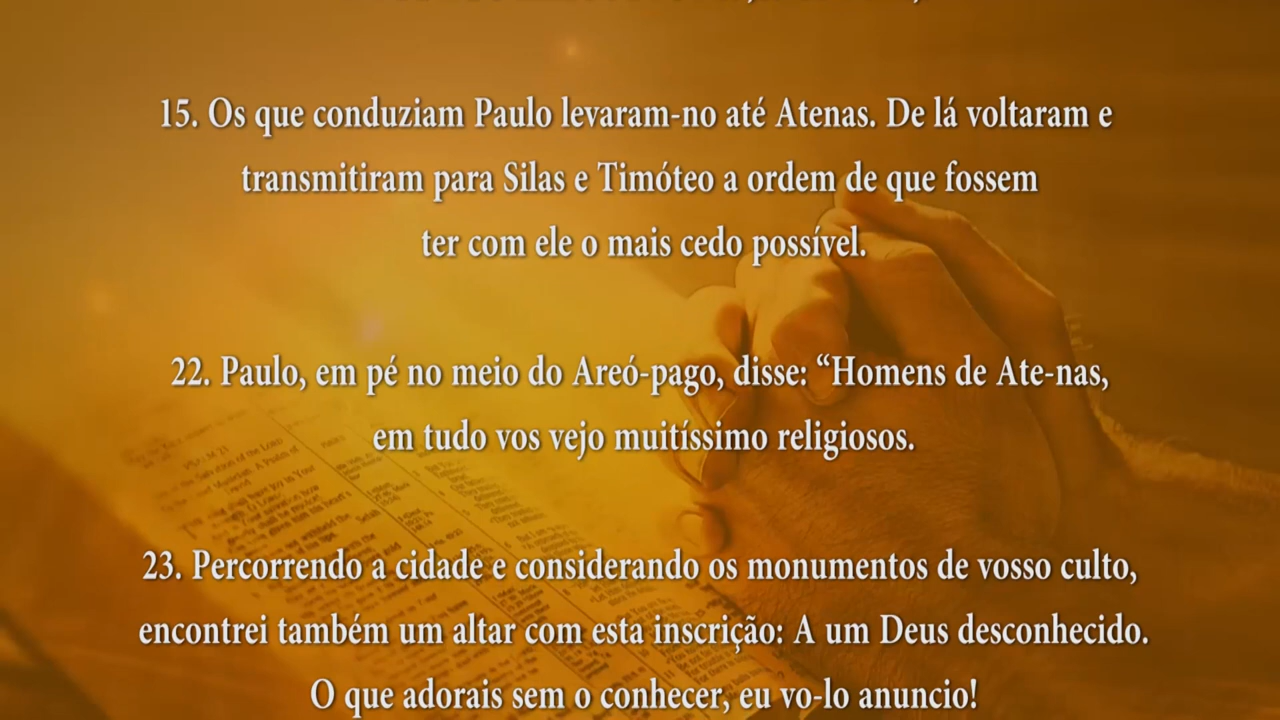 15. Os que conduziam Paulo levaram-no até Atenas. De lá voltaram e
transmitiram para Silas e Timóteo a ordem de que fossem
ter com ele o mais cedo possível.
22. Paulo, em pé no meio do Areó-pago, disse: “Homens de Ate-nas,
em tudo vos vejo muitíssimo religiosos.
23. Percorrendo a cidade e considerando os monumentos de vosso culto,
encontrei também um altar com esta inscrição: A um Deus desconhecido.
O que adorais sem o conhecer, eu vo-lo anuncio!